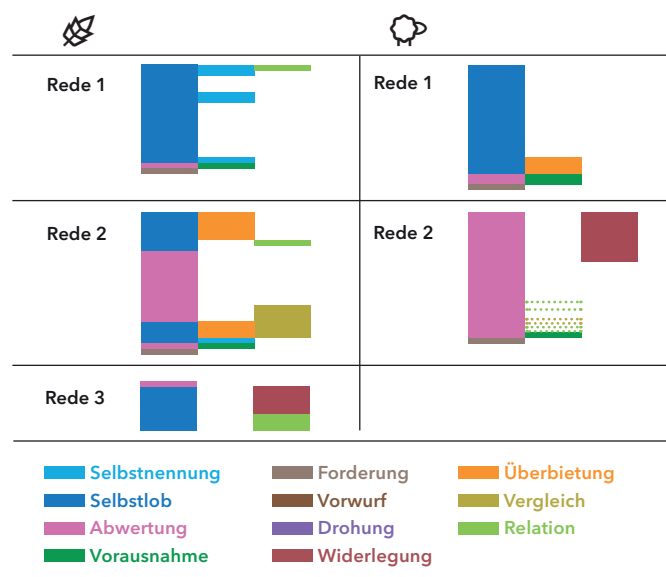 Rede 1 Rede 1
Rede 2 Rede 2
Rede 3
Selbstnennung Forderung Überbietung
Selbstlob Vorwurf Vergleich
Abwertung Drohung Relation
Vorausnahme Widerlegung